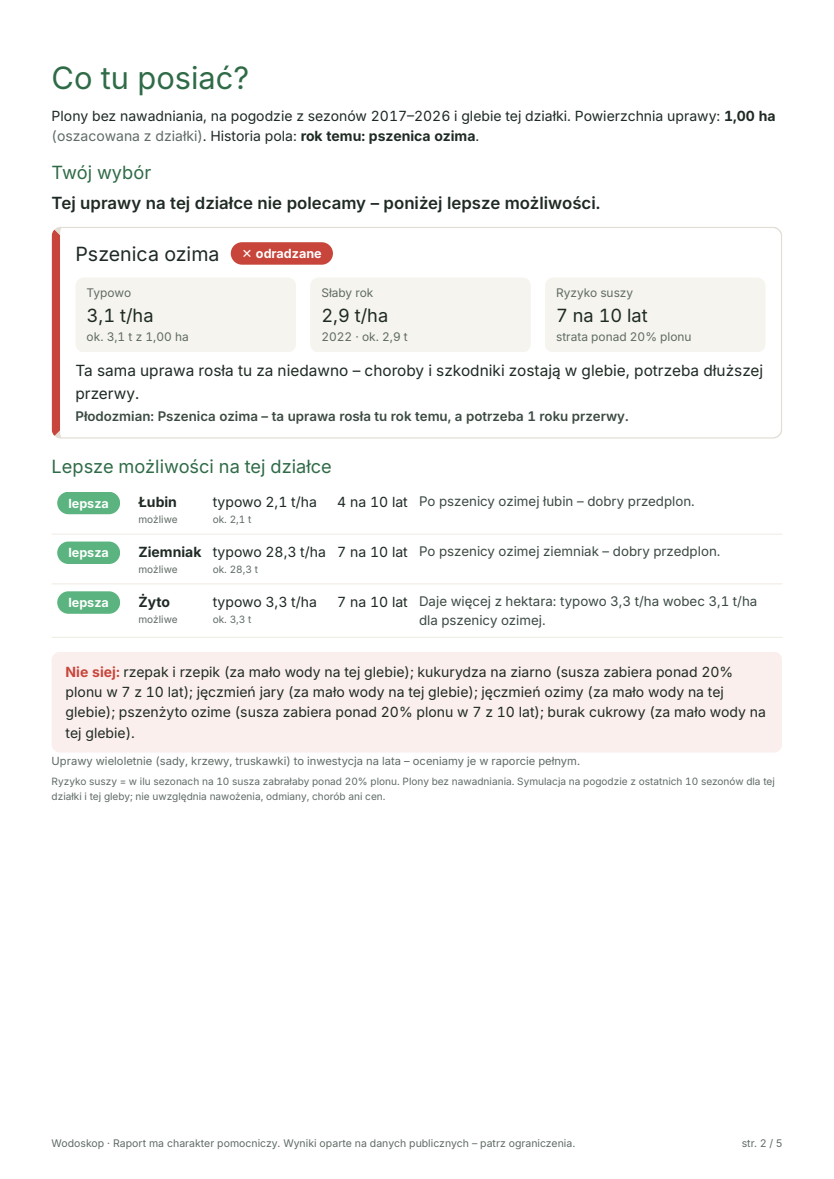 Co tu posiać?
Plony bez nawadniania, na pogodzie z sezonów 2017–2026 i glebie tej działki. Powierzchnia uprawy: 1,00 ha
(oszacowana z działki). Historia pola: rok temu: pszenica ozima.
Twój wybór
Tej uprawy na tej działce nie polecamy – poniżej lepsze możliwości.
Pszenica ozima × odradzane
Typowo
3,1 t/ha
ok. 3,1 t z 1,00 ha
Słaby rok
2,9 t/ha
2022 · ok. 2,9 t
Ryzyko suszy
7 na 10 lat
strata ponad 20% plonu
Ta sama uprawa rosła tu za niedawno – choroby i szkodniki zostają w glebie, potrzeba dłuższej
przerwy.
Płodozmian: Pszenica ozima – ta uprawa rosła tu rok temu, a potrzeba 1 roku przerwy.
Lepsze możliwości na tej działce
lepsza Łubin typowo 2,1 t/ha 4 na 10 lat Po pszenicy ozimej łubin – dobry przedplon.
możliwe ok. 2,1 t
lepsza Ziemniak typowo 28,3 t/ha 7 na 10 lat Po pszenicy ozimej ziemniak – dobry przedplon.
możliwe ok. 28,3 t
lepsza Żyto typowo 3,3 t/ha 7 na 10 lat Daje więcej z hektara: typowo 3,3 t/ha wobec 3,1 t/ha
możliwe ok. 3,3 t dla pszenicy ozimej.
Nie siej: rzepak i rzepik (za mało wody na tej glebie); kukurydza na ziarno (susza zabiera ponad 20%
plonu w 7 z 10 lat); jęczmień jary (za mało wody na tej glebie); jęczmień ozimy (za mało wody na tej
glebie); pszenżyto ozime (susza zabiera ponad 20% plonu w 7 z 10 lat); burak cukrowy (za mało wody na
tej glebie).
Uprawy wieloletnie (sady, krzewy, truskawki) to inwestycja na lata – oceniamy je w raporcie pełnym.
Ryzyko suszy = w ilu sezonach na 10 susza zabrałaby ponad 20% plonu. Plony bez nawadniania. Symulacja na pogodzie z ostatnich 10 sezonów dla tej
działki i tej gleby; nie uwzględnia nawożenia, odmiany, chorób ani cen.
Wodoskop · Raport ma charakter pomocniczy. Wyniki oparte na danych publicznych – patrz ograniczenia. str. 2 / 5